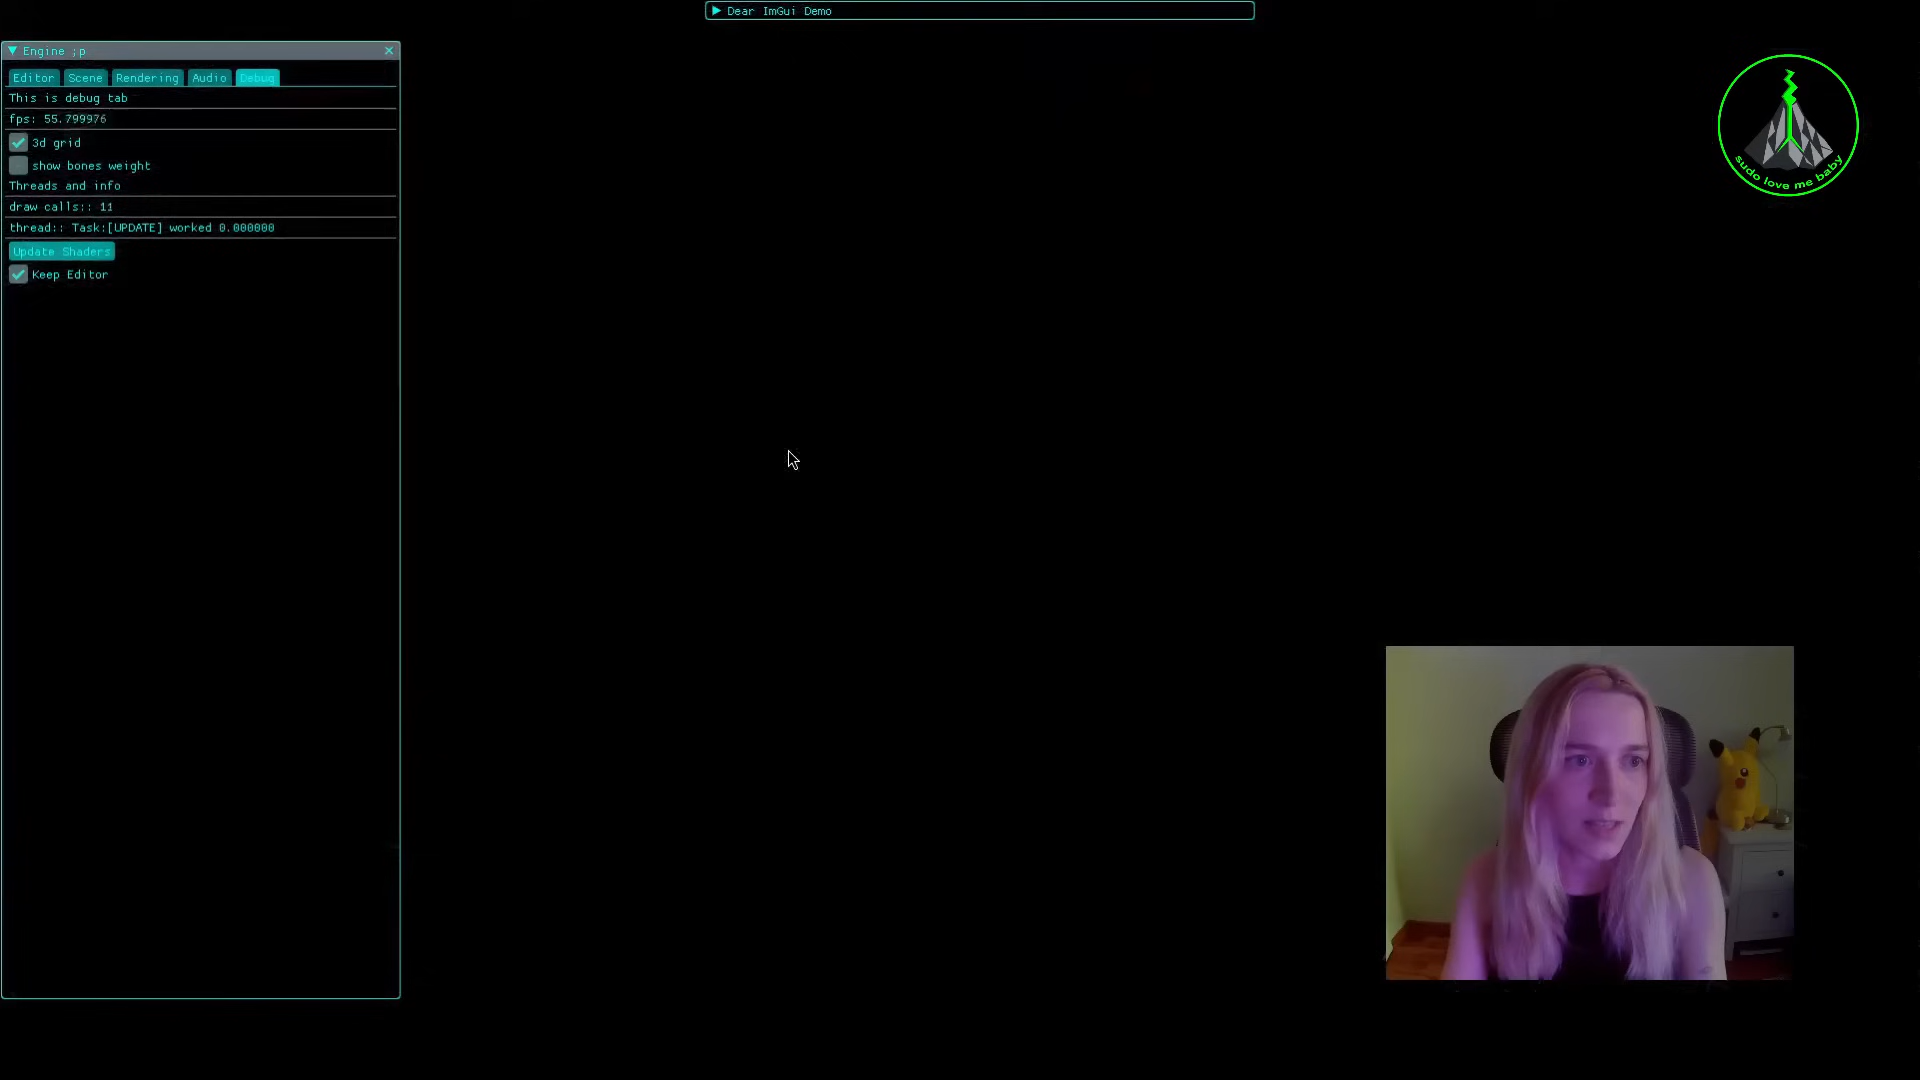 ▶ Dear ImGui Demo
▼ Engine ;p
Editor Scene Rendering Audio Debug
This is debug tab
fps: 55.799976
3d grid
show bones weight
Threads and info
draw calls:: 11
thread:: Task:[UPDATE] worked 0.000000
Update Shaders
Keep Editor
sudo love me baby